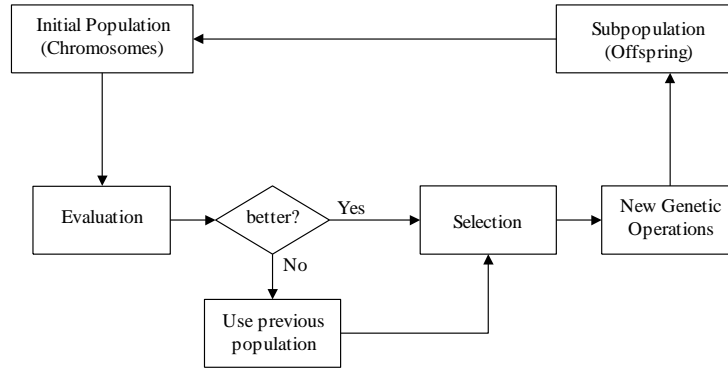 Initial Population
(Chromosomes)
Subpopulation
(Offspring)
Evaluation
better?
Yes
Selection
New Genetic
Operations
No
Use previous
population